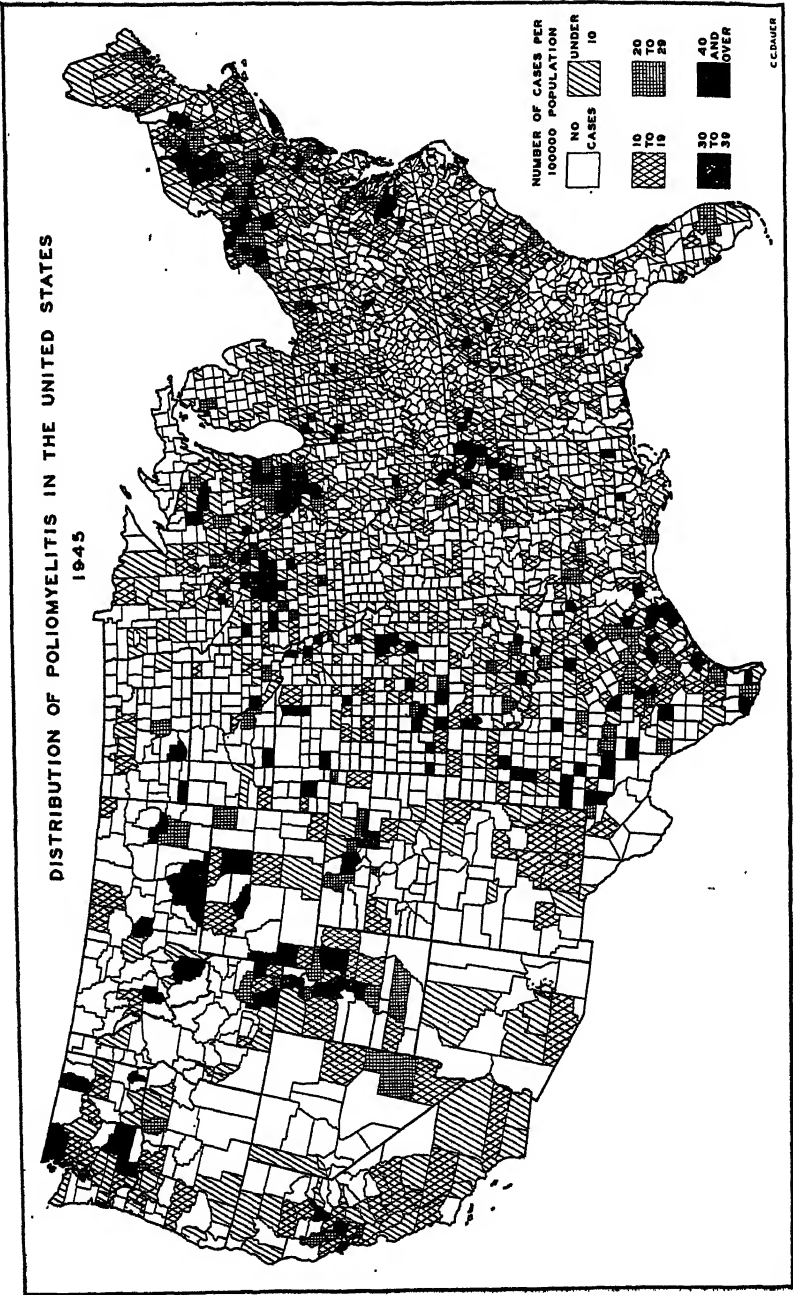 DISTRIBUTION OF POLIOMYELITIS IN THE UNITED STATES
1945
NUMBER OF CASES PER
100000 POPULATION
NO
CASES
UNDER
10
10
TO
19
20
TO
29
30
TO
39
40
AND
OVER
C.C.DAUER